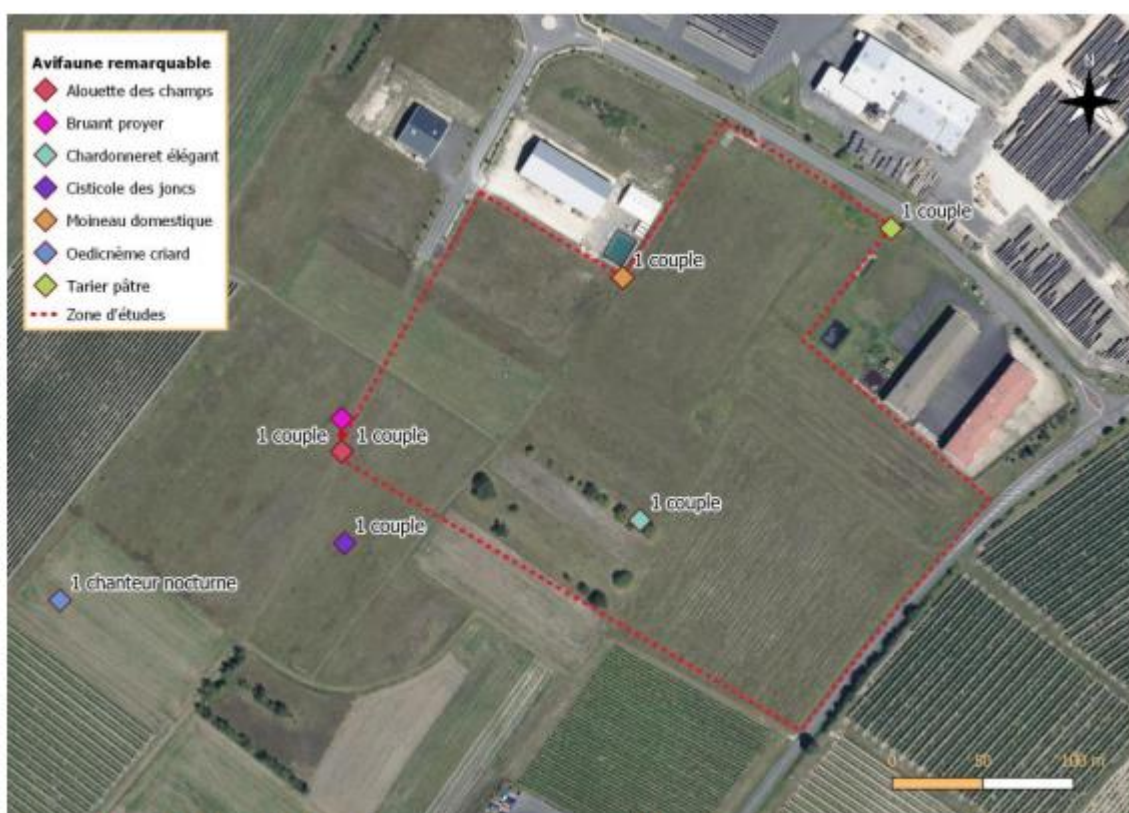 Avifaune remarquable
Alouette des champs
Bruant proyer
Chardonneret élégant
Cisticole des joncs
Moineau domestique
Oedicnème criard
Tarier pâtre
Zone d'études
N
1 couple
1 couple
1 couple 1 couple
1 couple
1 couple
1 chanteur nocturne
0 50 100 m